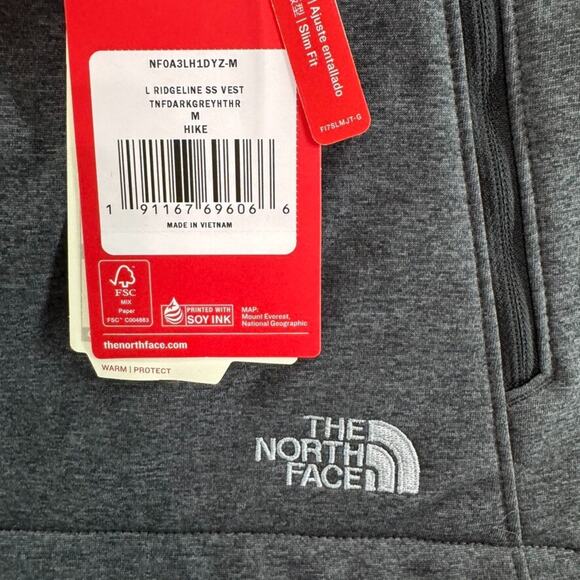 NF0A3LH1DYZ-M
L RIDGELINE SS VEST
TNFDARKGREYHTHR
M
HIKE
1 91167 69606 6
MADE IN VIETNAM
FSC
MIX
Paper
FSC™ C004883
PRINTED WITH
SOY INK
MAP:
Mount Everest,
National Geographic
thenorthface.com
WARM | PROTECT
Ajuste entallado
型 | Slim Fit
FI7SLMJT-G
THE
NORTH
FACE